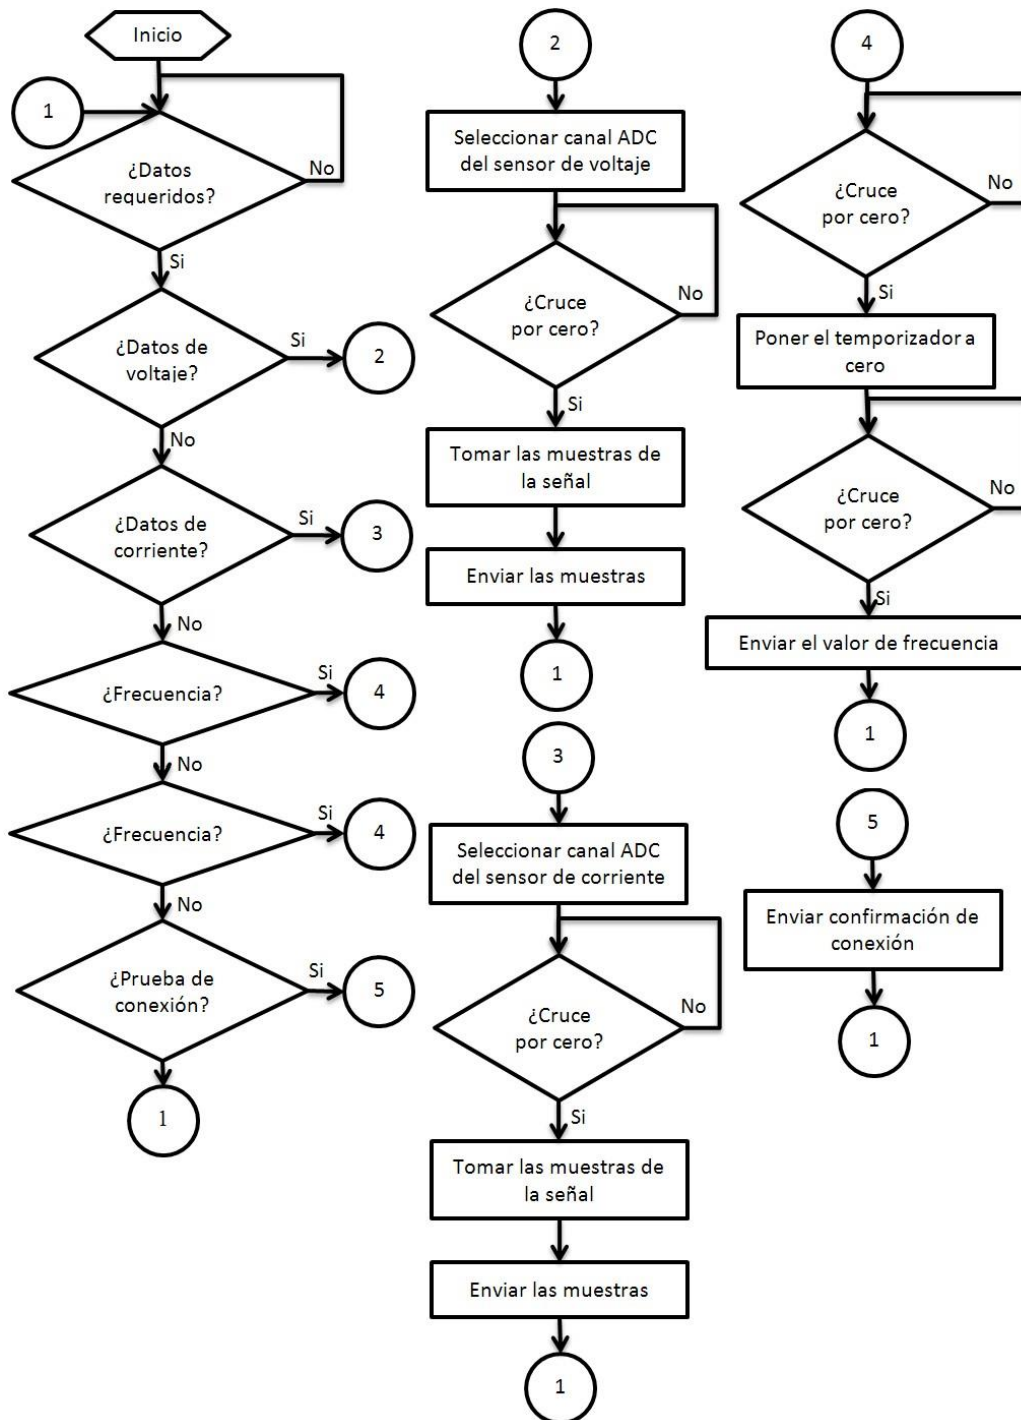 Inicio
1
¿Datos
requeridos?
No
Si
¿Datos de
voltaje?
Si
2
No
¿Datos de
corriente?
Si
3
No
¿Frecuencia?
Si
4
No
¿Frecuencia?
Si
4
No
¿Prueba de
conexión?
Si
5
1
2
Seleccionar canal ADC
del sensor de voltaje
¿Cruce
por cero?
No
Si
Tomar las muestras de
la señal
Enviar las muestras
1
3
Seleccionar canal ADC
del sensor de corriente
¿Cruce
por cero?
No
Si
Tomar las muestras de
la señal
Enviar las muestras
1
4
¿Cruce
por cero?
No
Si
Poner el temporizador a
cero
¿Cruce
por cero?
No
Si
Enviar el valor de frecuencia
1
5
Enviar confirmación de
conexión
1